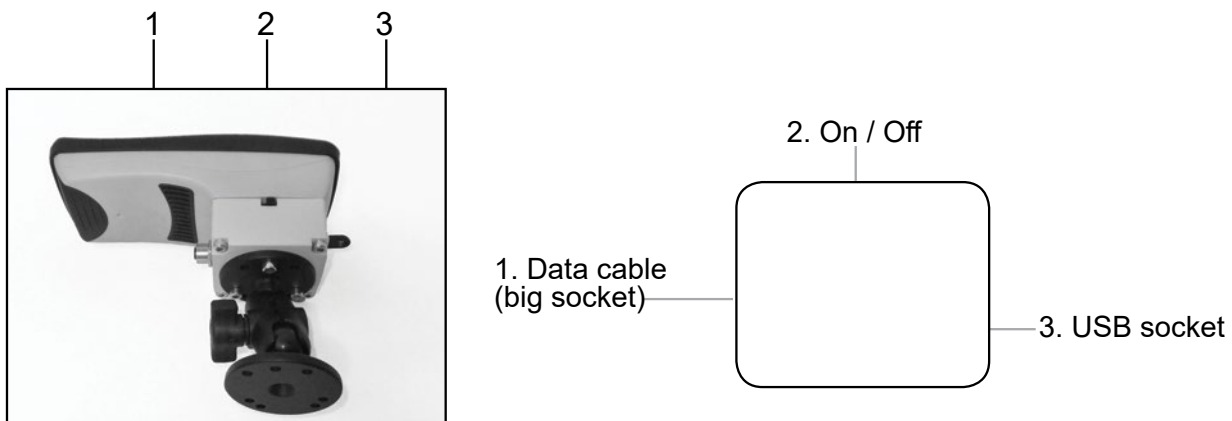 1 2 3
2. On / Off
1. Data cable
(big socket)
3. USB socket